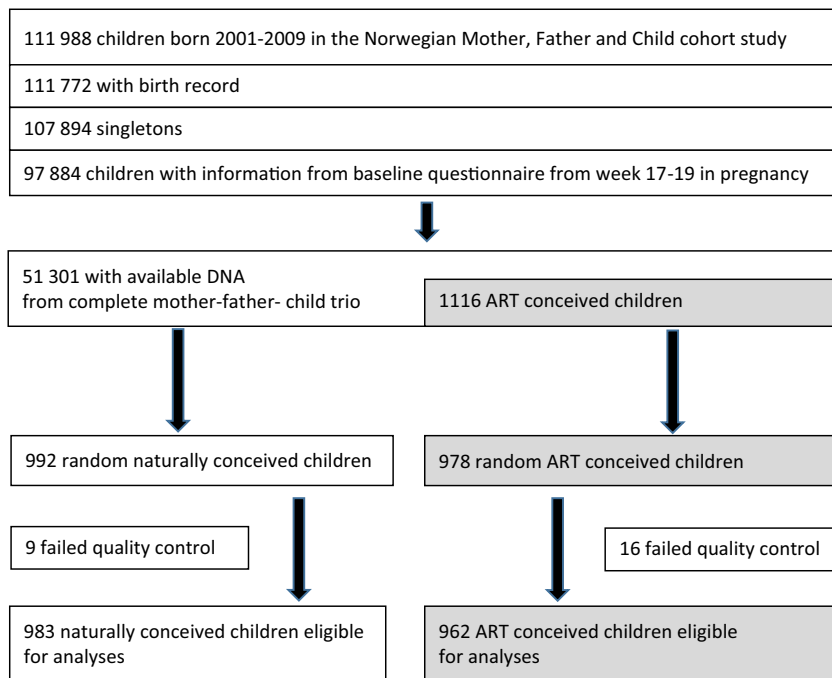 111 988 children born 2001-2009 in the Norwegian Mother, Father and Child cohort study
111 772 with birth record
107 894 singletons
97 884 children with information from baseline questionnaire from week 17-19 in pregnancy
51 301 with available DNA
from complete mother-father- child trio
1116 ART conceived children
992 random naturally conceived children
978 random ART conceived children
9 failed quality control
16 failed quality control
983 naturally conceived children eligible
for analyses
962 ART conceived children eligible
for analyses